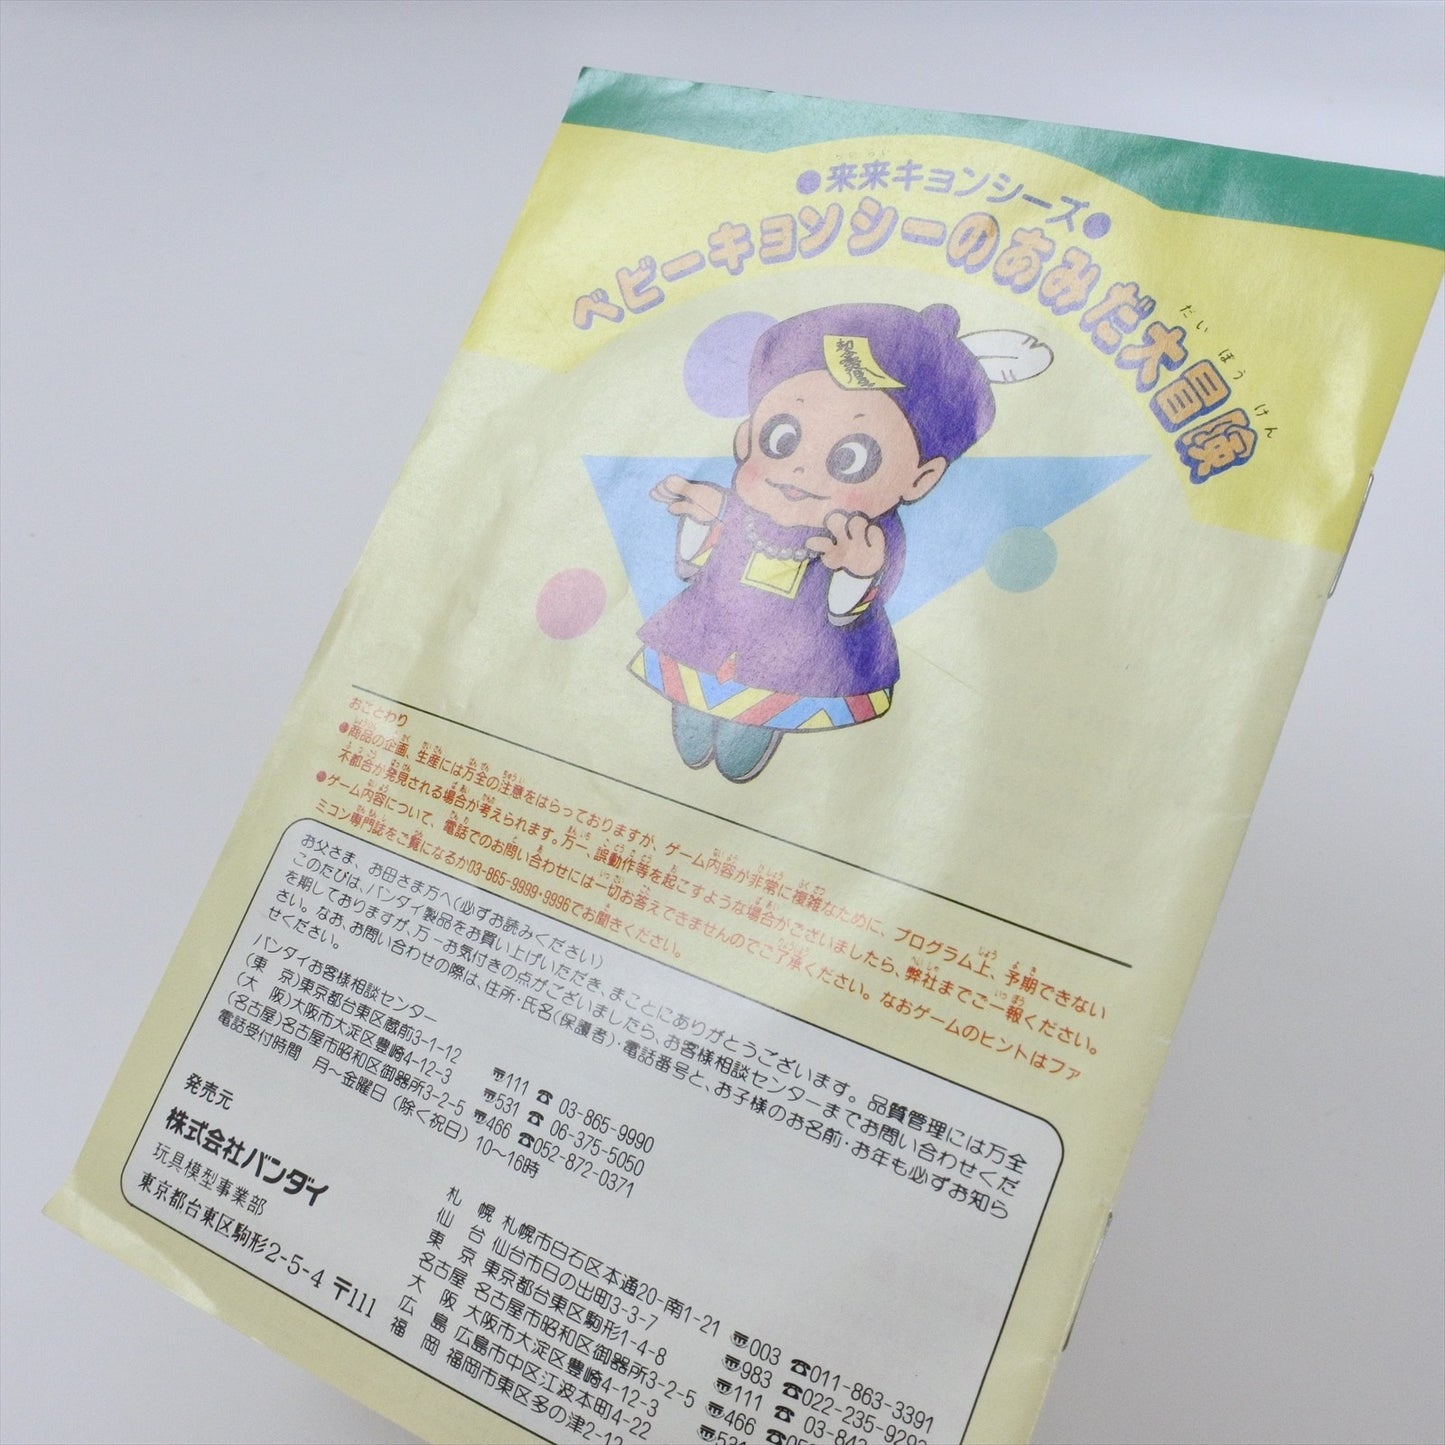 ●来来キョンシーズ●
ベビーキョンシーのあみだ大冒険
だいぼうけん
おことわり
●商品の企画、生産には万全の注意をはらっておりますが、ゲーム内容が非常に複雑なために、プログラム上、予期できない
不都合が発見される場合が考えられます。万一、誤動作等を起こすような場合がございましたら、弊社までご一報ください。
●ゲーム内容について、電話でのお問い合わせには一切お答えできませんのでご了承ください。なおゲームのヒントはファ
ミコン専門誌をご覧になるか03-865-9999・9996でお聞きください。
お父さま、お母さま方へ(必ずお読みください)
このたびは、バンダイ製品をお買い上げいただき、まことにありがとうございます。品質管理には万全
を期しておりますが、万一お気付きの点がございましたら、お客様相談センターまでお問い合わせくだ
さい。なお、お問い合わせの際は、住所・氏名(保護者)・電話番号と、お子様のお名前・お年も必ずお知ら
せください。
バンダイお客様相談センター
(東 京)東京都台東区蔵前3-1-12 〒111 ☎ 03-865-9990
(大 阪)大阪市大淀区豊崎4-12-3 〒531 ☎ 06-375-5050
(名古屋)名古屋市昭和区御器所3-2-5 〒466 ☎052-872-0371
電話受付時間 月〜金曜日(除く祝日)10〜16時
発売元
株式会社バンダイ
玩具模型事業部
東京都台東区駒形2-5-4 〒111
札 幌 札幌市白石区本通20-南1-21 〒003 ☎011-863-3391
仙 台 仙台市日の出町3-3-7 〒983 ☎022-235-929
東 京 東京都台東区駒形1-4-8 〒111 ☎ 03-84
名古屋 名古屋市昭和区御器所3-2-5 〒466
大 阪 大阪市大淀区豊崎4-12-3 〒531
広 島 広島市中区江波本町4-22
福 岡 福岡市東区多の津2-12